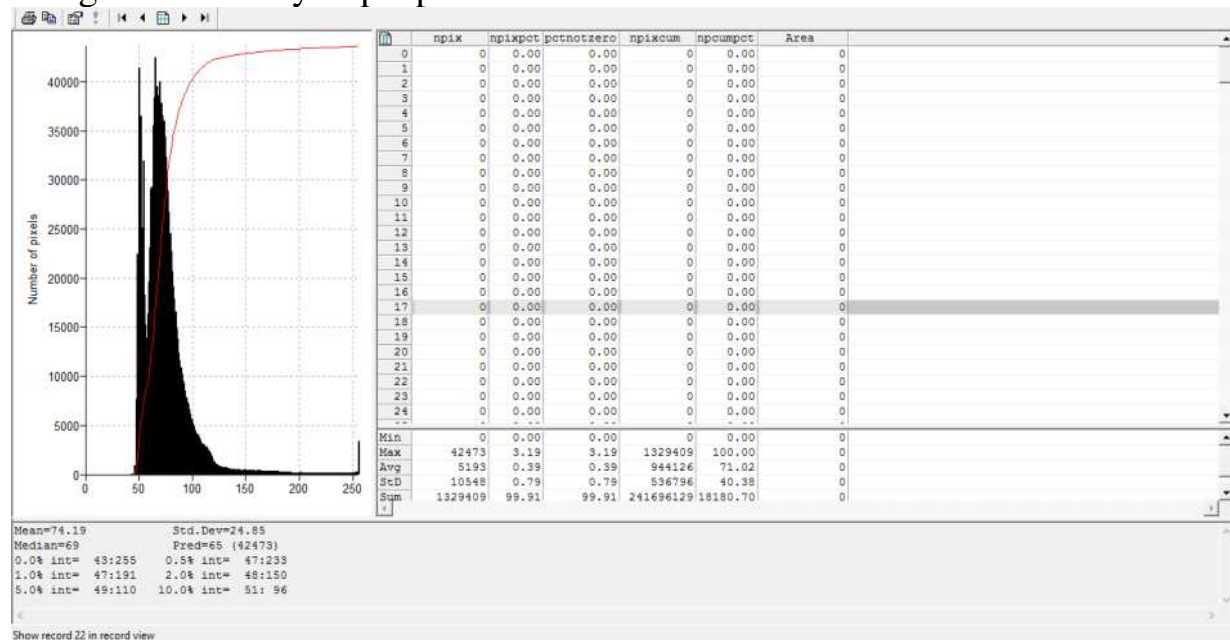 40000
35000
30000
25000
20000
15000
10000
5000
0
Number of pixels
0 50 100 150 200 250
npix npixpct pctnotzero npixcum npcumpct Area
0 0 0.00 0.00 0 0.00 0
1 0 0.00 0.00 0 0.00 0
2 0 0.00 0.00 0 0.00 0
3 0 0.00 0.00 0 0.00 0
4 0 0.00 0.00 0 0.00 0
5 0 0.00 0.00 0 0.00 0
6 0 0.00 0.00 0 0.00 0
7 0 0.00 0.00 0 0.00 0
8 0 0.00 0.00 0 0.00 0
9 0 0.00 0.00 0 0.00 0
10 0 0.00 0.00 0 0.00 0
11 0 0.00 0.00 0 0.00 0
12 0 0.00 0.00 0 0.00 0
13 0 0.00 0.00 0 0.00 0
14 0 0.00 0.00 0 0.00 0
15 0 0.00 0.00 0 0.00 0
16 0 0.00 0.00 0 0.00 0
17 0 0.00 0.00 0 0.00 0
18 0 0.00 0.00 0 0.00 0
19 0 0.00 0.00 0 0.00 0
20 0 0.00 0.00 0 0.00 0
21 0 0.00 0.00 0 0.00 0
22 0 0.00 0.00 0 0.00 0
23 0 0.00 0.00 0 0.00 0
24 0 0.00 0.00 0 0.00 0
Min 0 0.00 0.00 0 0.00 0
Max 42473 3.19 3.19 1329409 100.00 0
Avg 5193 0.39 0.39 944126 71.02 0
StD 10548 0.79 0.79 536796 40.38 0
Sum 1329409 99.91 99.91 241696129 18180.70 0
Mean=74.19 Std.Dev=24.85
Median=69 Pred=65 (42473)
0.0% int= 43:255 0.5% int= 47:233
1.0% int= 47:191 2.0% int= 48:150
5.0% int= 49:110 10.0% int= 51: 96
Show record 22 in record view